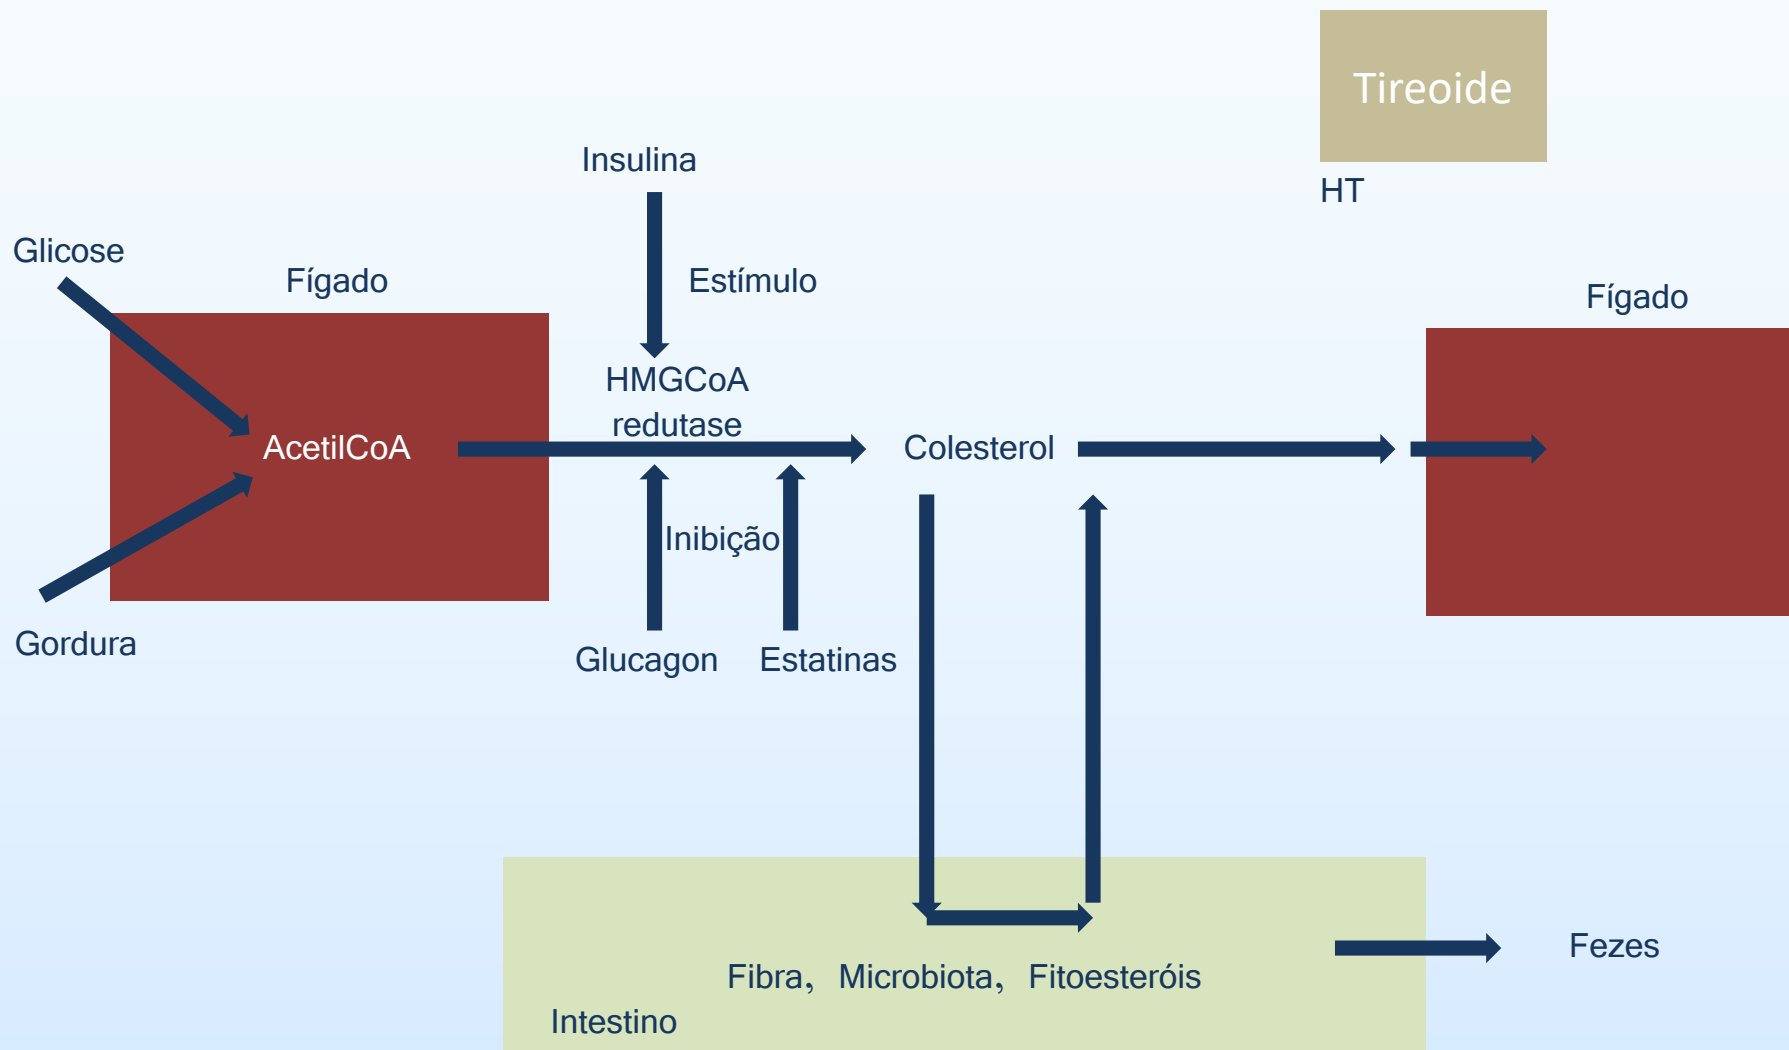 Tireoide
Insulina
HT
Glicose
Fígado
Estímulo
Fígado
HMGCoA
redutase
AcetilCoA
Colesterol
Inibição
Gordura
Glucagon
Estatinas
Fezes
Fibra, Microbiota, Fitoesteróis
Intestino